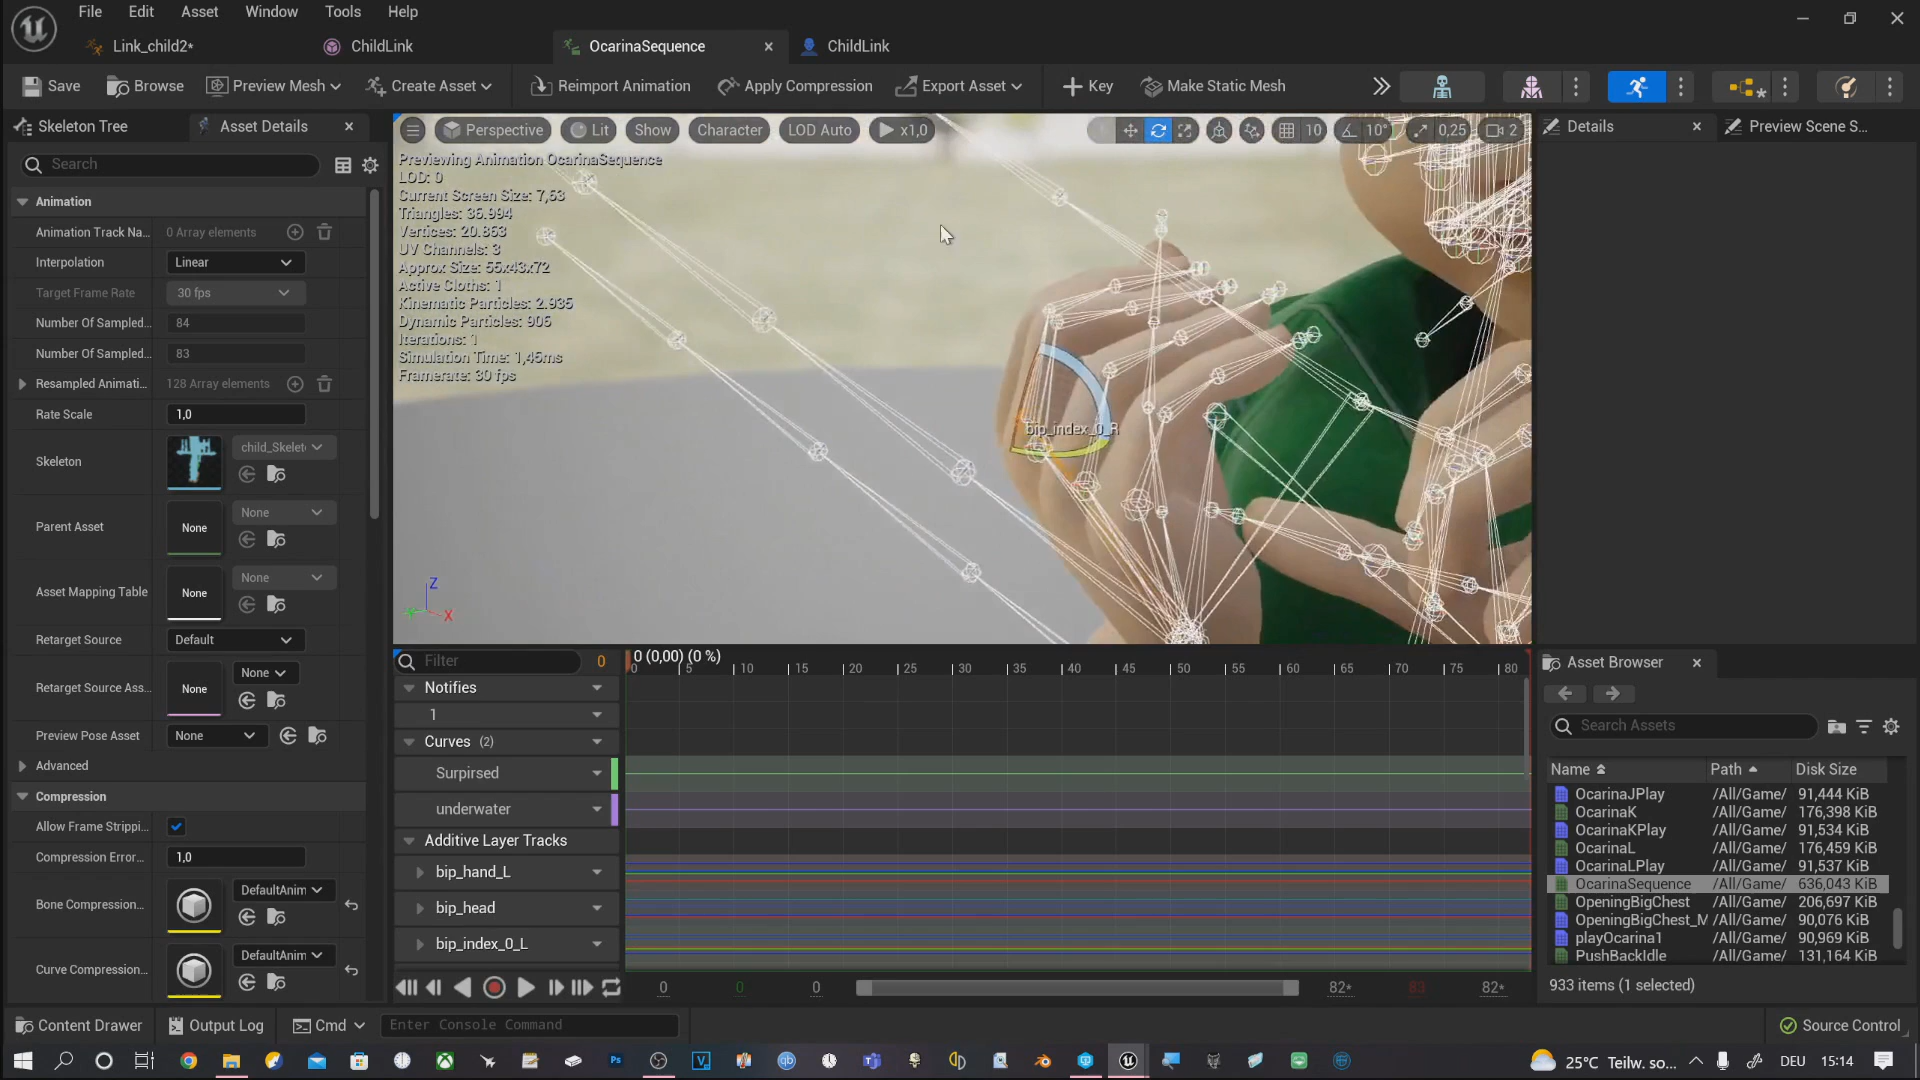 File Edit Asset Window Tools Help
Link_child2* ChildLink OcarinaSequence ChildLink
Save Browse Preview Mesh Create Asset Reimport Animation Apply Compression Export Asset Key Make Static Mesh
Skeleton Tree Asset Details
Search
Animation
Animation Track Na... 0 Array elements
Interpolation Linear
Target Frame Rate 30 fps
Number Of Sampled... 84
Number Of Sampled... 83
Resampled Animati... 128 Array elements
Rate Scale 1,0
Skeleton child_Skelet
Parent Asset None None
Asset Mapping Table None None
Retarget Source Default
Retarget Source Ass... None None
Preview Pose Asset None
Advanced
Compression
Allow Frame Strippi...
Compression Error... 1,0
Bone Compression... DefaultAnim
Curve Compression... DefaultAnim
Perspective Lit Show Character LOD Auto x1,0 10 10° 0,25 2
Previewing Animation OcarinaSequence
LOD: 0
Current Screen Size: 7,63
Triangles: 36.994
Vertices: 20.863
UV Channels: 3
Approx Size: 55x43x72
Active Cloths: 1
Kinematic Particles: 2.935
Dynamic Particles: 906
Iterations: 1
Simulation Time: 1,45ms
Framerate: 30 fps
bip_index_0_R
Z
X
Filter 0
0 (0,00) (0 %)
0 5 10 15 20 25 30 35 40 45 50 55 60 65 70 75 80
Notifies
1
Curves (2)
Surpirsed
underwater
Additive Layer Tracks
bip_hand_L
bip_head
bip_index_0_L
0 0 0 82* 83 82*
Details Preview Scene S...
Asset Browser
Search Assets
Name Path Disk Size
OcarinaJPlay /All/Game/ 91,444 KiB
OcarinaK /All/Game/ 176,398 KiB
OcarinaKPlay /All/Game/ 91,534 KiB
OcarinaL /All/Game/ 176,459 KiB
OcarinaLPlay /All/Game/ 91,537 KiB
OcarinaSequence /All/Game/ 636,043 KiB
OpeningBigChest /All/Game/ 206,697 KiB
OpeningBigChest_M /All/Game/ 90,076 KiB
playOcarina1 /All/Game/ 90,969 KiB
PushBackIdle /All/Game/ 131,164 KiB
933 items (1 selected)
Content Drawer Output Log Cmd Enter Console Command Source Control
25°C Teilw. so... DEU 15:14